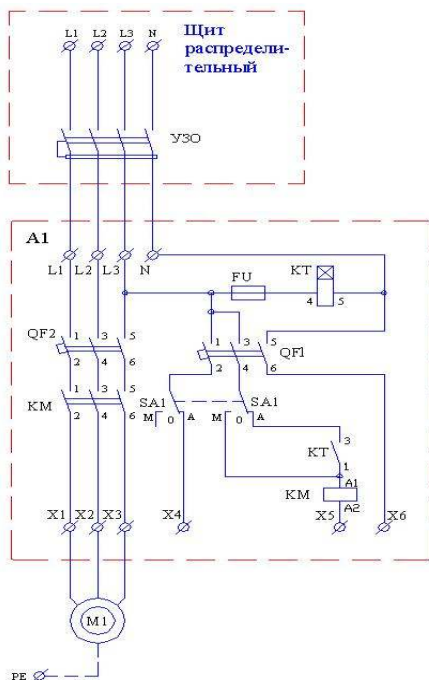 L1 L2 L3 N
Щит
распредели-
тельный
УЗО
A1
L1 L2 L3 N
FU KT
4 5
QF2 1 3 5
2 4 6
1 3 5 QF1
2 4 6
KM 1 3 5
2 4 6
SA1 SA1
M 0 A M 0 A
KT 3
1
KM A1
A2
X1 X2 X3 X4 X5 X6
M1
PE